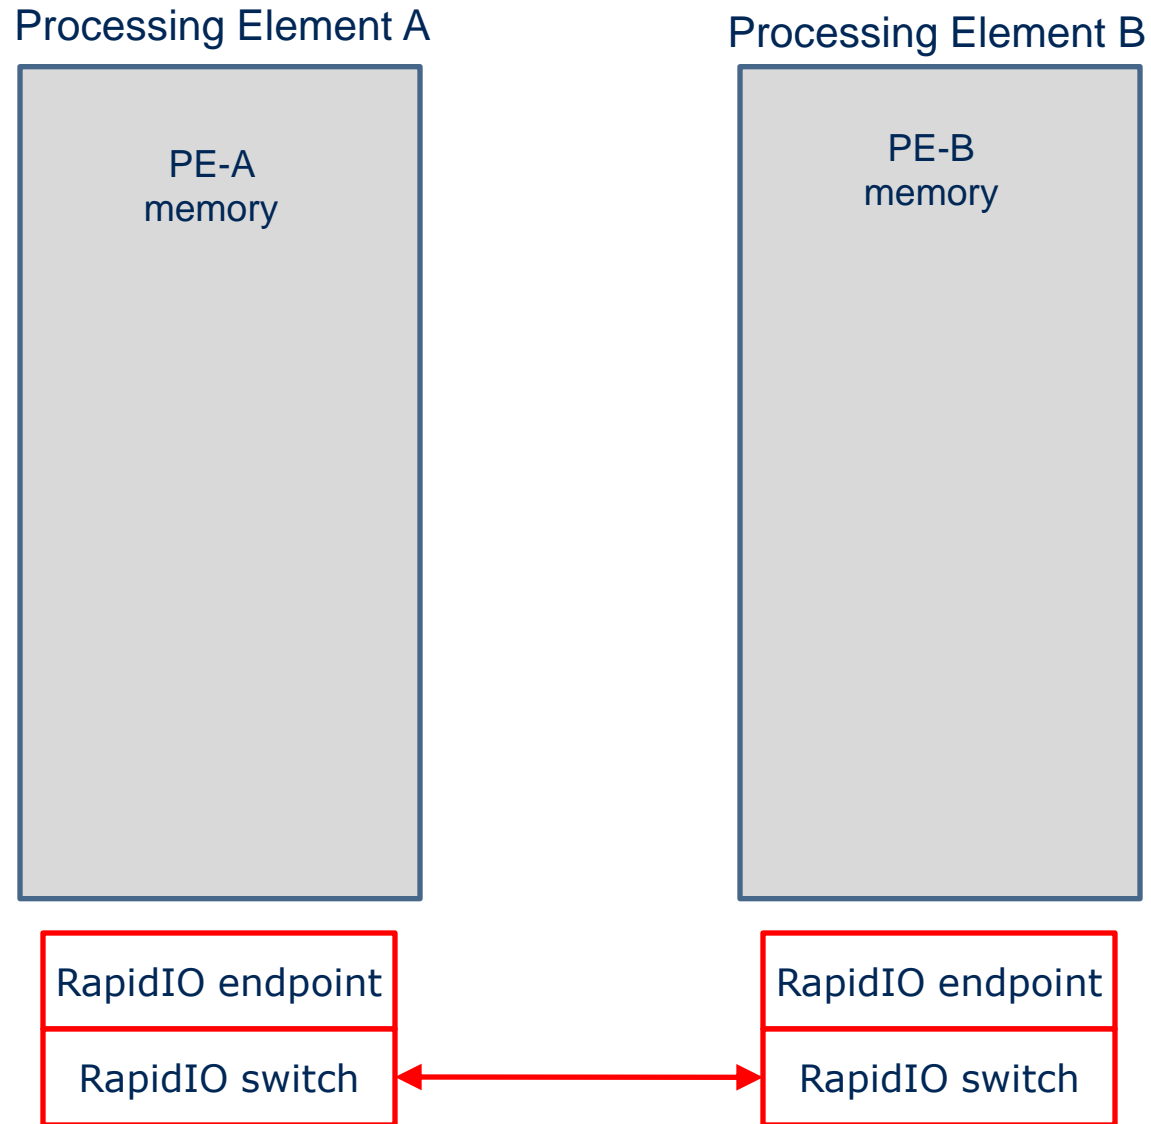 Processing Element A
Processing Element B
PE-A
memory
PE-B
memory
RapidIO endpoint
RapidIO switch
RapidIO endpoint
RapidIO switch